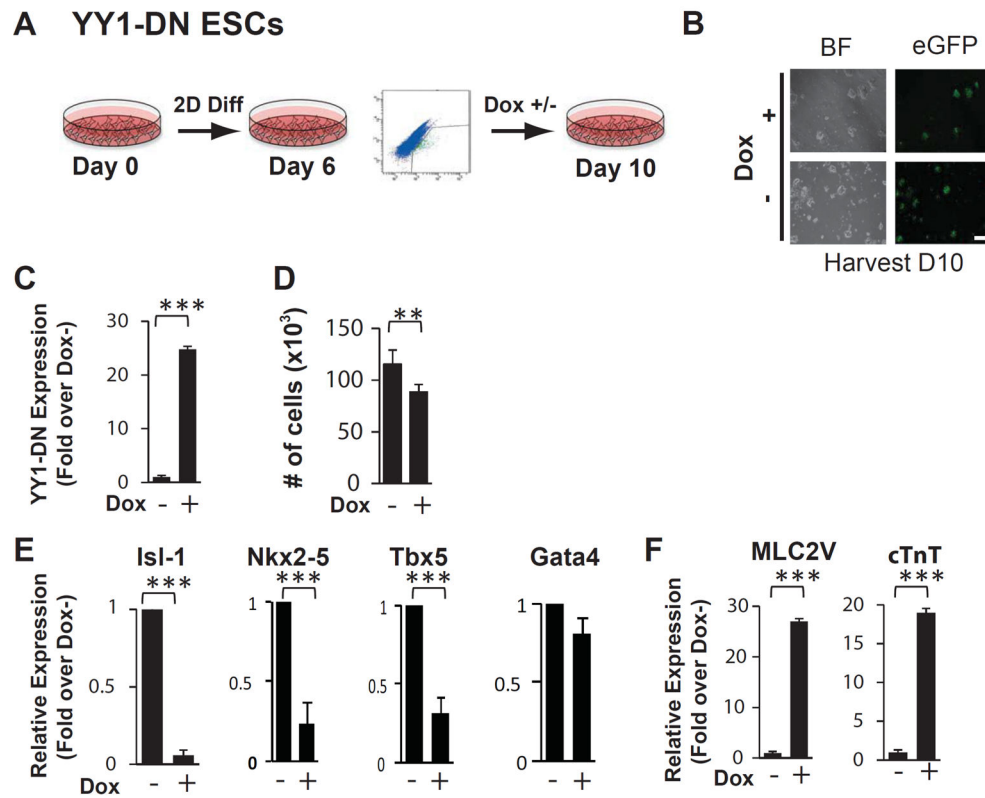 A YY1-DN ESCs
2D Diff
Dox +/-
Day 0
Day 6
Day 10
B
BF eGFP
Dox
+
-
Harvest D10
C
***
YY1-DN Expression
(Fold over Dox-)
30
20
10
0
Dox - +
D
**
# of cells (x10³)
150
100
50
0
Dox - +
E
Isl-1
***
Relative Expression
(Fold over Dox-)
1
0.5
0
Dox - +
Nkx2-5
***
1
0.5
0
- +
Tbx5
***
1
0.5
0
- +
Gata4
1
0.5
0
- +
F
MLC2V
***
Relative Expression
(Fold over Dox-)
30
20
10
0
Dox - +
cTnT
***
20
15
10
5
0
- +